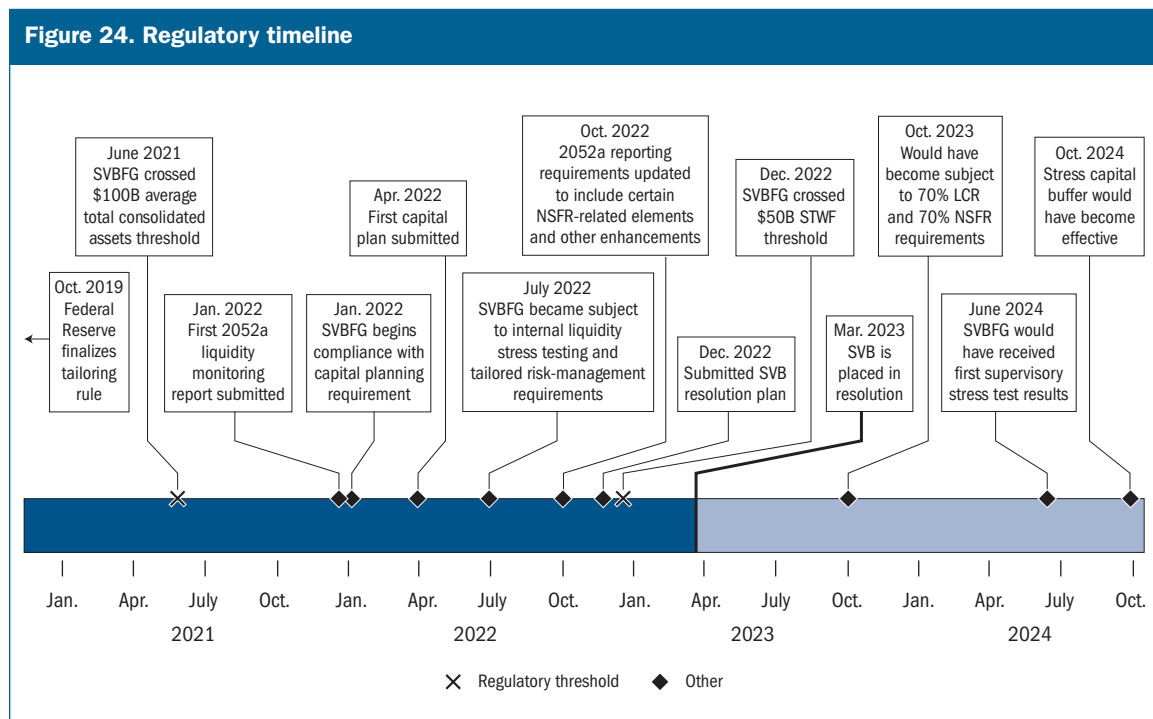 Figure 24. Regulatory timeline
Oct. 2019
Federal
Reserve
finalizes
tailoring
rule
June 2021
SVBFG crossed
$100B average
total consolidated
assets threshold
Jan. 2022
First 2052a
liquidity
monitoring
report submitted
Jan. 2022
SVBFG begins
compliance with
capital planning
requirement
Apr. 2022
First capital
plan submitted
July 2022
SVBFG became subject
to internal liquidity
stress testing and
tailored risk-management
requirements
Oct. 2022
2052a reporting
requirements updated
to include certain
NSFR-related elements
and other enhancements
Dec. 2022
Submitted SVB
resolution plan
Dec. 2022
SVBFG crossed
$50B STWF
threshold
Mar. 2023
SVB is
placed in
resolution
Oct. 2023
Would have
become subject
to 70% LCR
and 70% NSFR
requirements
June 2024
SVBFG would
have received
first supervisory
stress test results
Oct. 2024
Stress capital
buffer would
have become
effective
Jan. Apr. July Oct. Jan. Apr. July Oct. Jan. Apr. July Oct. Jan. Apr. July Oct.
2021 2022 2023 2024
Regulatory threshold Other